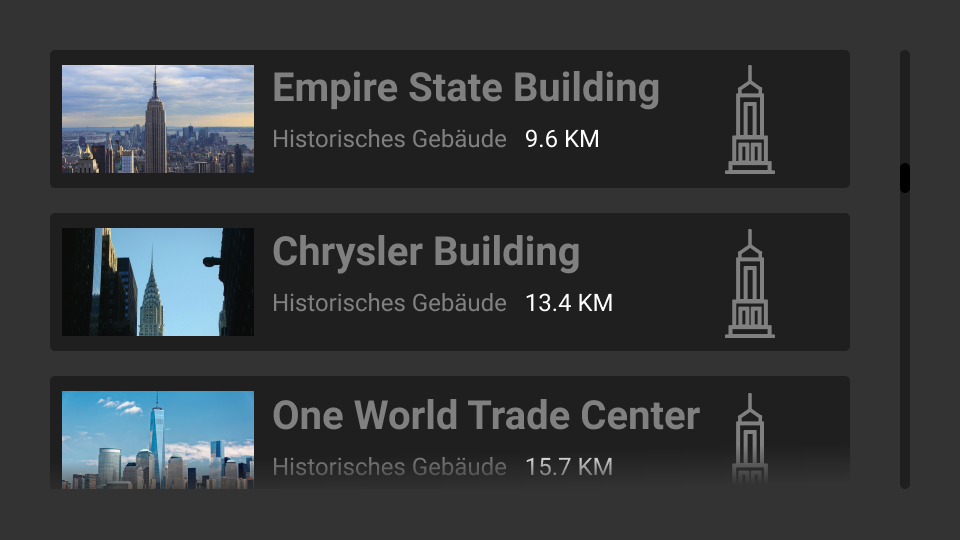 Empire State Building
Historisches Gebäude 9.6 KM
Chrysler Building
Historisches Gebäude 13.4 KM
One World Trade Center
Historisches Gebäude 15.7 KM